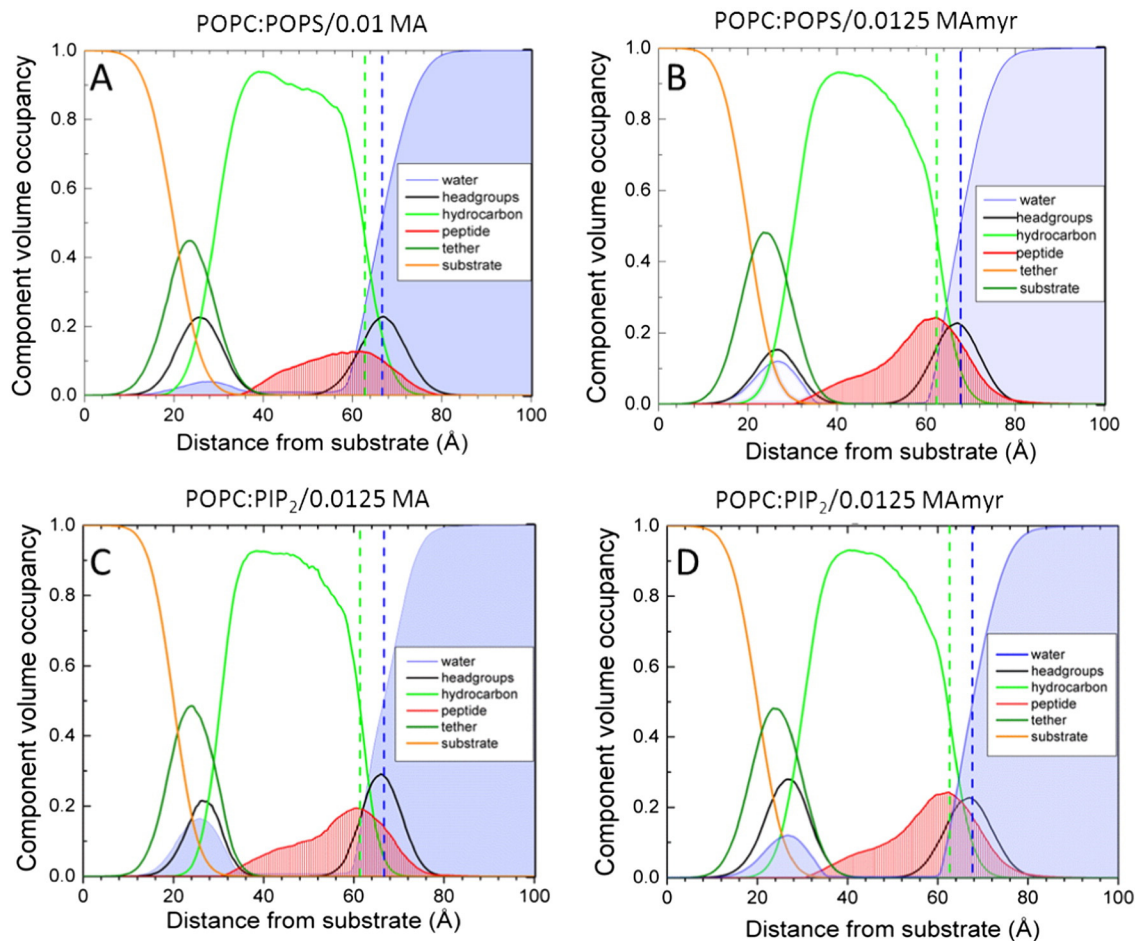 POPC:POPS/0.01 MA
A
1.0
0.8
0.6
0.4
0.2
0.0
0 20 40 60 80 100
Component volume occupancy
Distance from substrate (Å)
water
headgroups
hydrocarbon
peptide
tether
substrate
POPC:POPS/0.0125 MAmyr
B
1.0
0.8
0.6
0.4
0.2
0.0
0 20 40 60 80 100
Component volume occupancy
Distance from substrate (Å)
water
headgroups
hydrocarbon
peptide
tether
substrate
POPC:PIP₂/0.0125 MA
C
1.0
0.8
0.6
0.4
0.2
0.0
0 20 40 60 80 100
Component volume occupancy
Distance from substrate (Å)
water
headgroups
hydrocarbon
peptide
tether
substrate
POPC:PIP₂/0.0125 MAmyr
D
1.0
0.8
0.6
0.4
0.2
0.0
0 20 40 60 80 100
Component volume occupancy
Distance from substrate (Å)
water
headgroups
hydrocarbon
peptide
tether
substrate